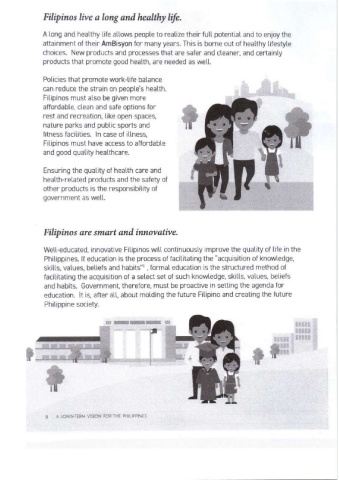 Filipinos live a long and healthy life.
A long and healthy life allows people to realize their full potential and to enjoy the
attainment of their AmBisyon for many years. This is borne out of healthy lifestyle
choices. New products and processes that are safer and cleaner, and certainly
products that promote good health, are needed as well.
Policies that promote work-life balance
can reduce the strain on people's health.
Filipinos must also be given more
affordable, clean and safe options for
rest and recreation, like open spaces,
nature parks and public sports and
fitness facilities. In case of illness,
Filipinos must have access to affordable
and good quality healthcare.
Ensuring the quality of health care and
health-related products and the safety of
other products is the responsibility of
government as well.
Filipinos are smart and innovative.
Well-educated, innovative Filipinos will continuously improve the quality of life in the
Philippines. If education is the process of facilitating the "acquisition of knowledge,
skills, values, beliefs and habits" , formal education is the structured method of
facilitating the acquisition of a select set of such knowledge, skills, values, beliefs
and habits. Government, therefore, must be proactive in setting the agenda for
education. It is, after all, about molding the future Filipino and creating the future
Philippine society.
A LONG-TERM VISION FOR THE PHILIPPINES